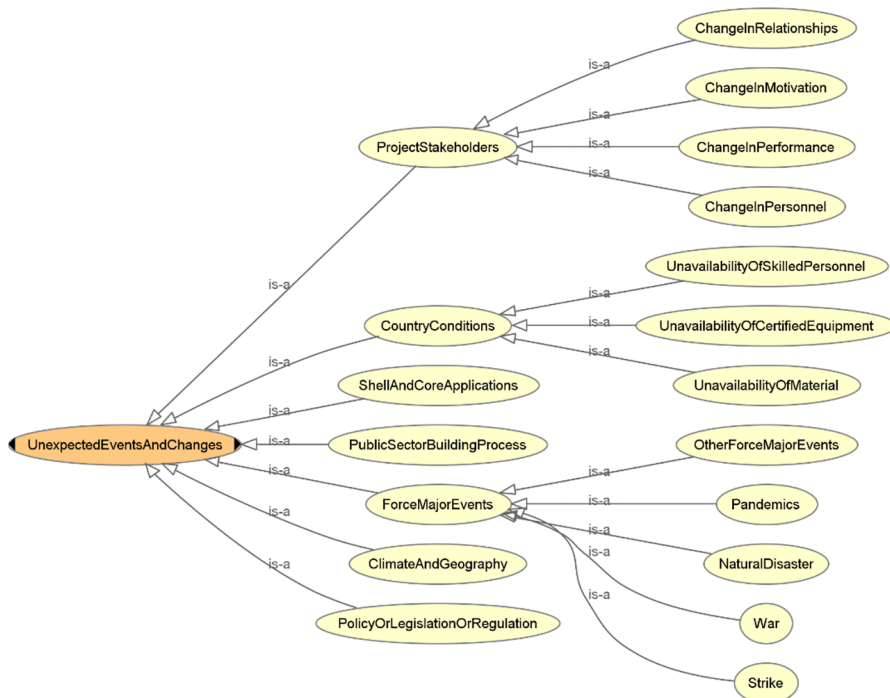 ChangeInRelationships
is-a
ChangeInMotivation
is-a
ProjectStakeholders
is-a
ChangeInPerformance
is-a
ChangeInPersonnel
UnavailabilityOfSkilledPersonnel
is-a
is-a
CountryConditions
is-a
UnavailabilityOfCertifiedEquipment
is-a
is-a
ShellAndCoreApplications
UnavailabilityOfMaterial
is-a
UnexpectedEventsAndChanges
is-a
PublicSectorBuildingProcess
OtherForceMajorEvents
is-a
is-a
ForceMajorEvents
is-a
Pandemics
is-a
is-a
ClimateAndGeography
is-a
NaturalDisaster
is-a
is-a
PolicyOrLegislationOrRegulation
War
Strike